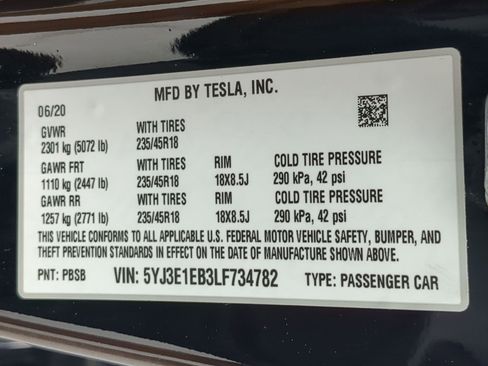 MFD BY TESLA, INC.
06/20
GVWR WITH TIRES
2301 kg (5072 lb) 235/45R18
GAWR FRT WITH TIRES RIM COLD TIRE PRESSURE
1110 kg (2447 lb) 235/45R18 18X8.5J 290 kPa, 42 psi
GAWR RR WITH TIRES RIM COLD TIRE PRESSURE
1257 kg (2771 lb) 235/45R18 18X8.5J 290 kPa, 42 psi
THIS VEHICLE CONFORMS TO ALL APPLICABLE U.S. FEDERAL MOTOR VEHICLE SAFETY, BUMPER, AND
THEFT PREVENTION STANDARDS IN EFFECT ON THE DATE OF MANUFACTURE SHOWN ABOVE.
PNT: PBSB VIN: 5YJ3E1EB3LF734782 TYPE: PASSENGER CAR